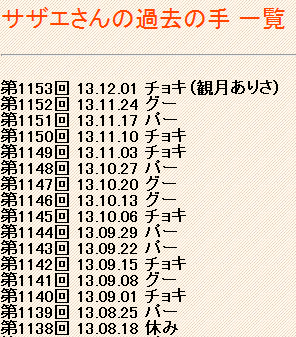 サザエさんの過去の手 一覧
第1153回 13.12.01 チョキ(観月ありさ)
第1152回 13.11.24 グー
第1151回 13.11.17 パー
第1150回 13.11.10 チョキ
第1149回 13.11.03 チョキ
第1148回 13.10.27 パー
第1147回 13.10.20 グー
第1146回 13.10.13 グー
第1145回 13.10.06 チョキ
第1144回 13.09.29 パー
第1143回 13.09.22 パー
第1142回 13.09.15 チョキ
第1141回 13.09.08 グー
第1140回 13.09.01 チョキ
第1139回 13.08.25 パー
第1138回 13.08.18 休み